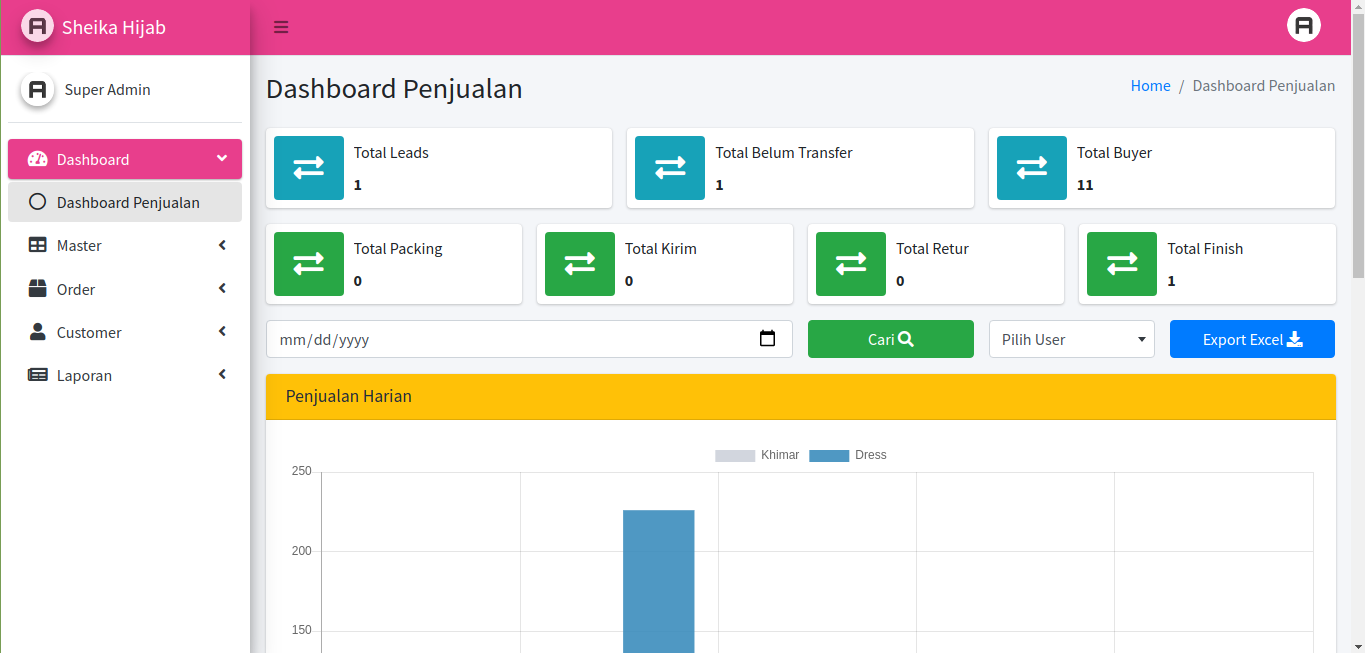 Sheika Hijab
Super Admin
Dashboard
Dashboard Penjualan
Master
Order
Customer
Laporan
Dashboard Penjualan
Home / Dashboard Penjualan
Total Leads
1
Total Belum Transfer
1
Total Buyer
11
Total Packing
0
Total Kirim
0
Total Retur
0
Total Finish
1
mm/dd/yyyy
Cari
Pilih User
Export Excel
Penjualan Harian
Khimar
Dress
250
200
150